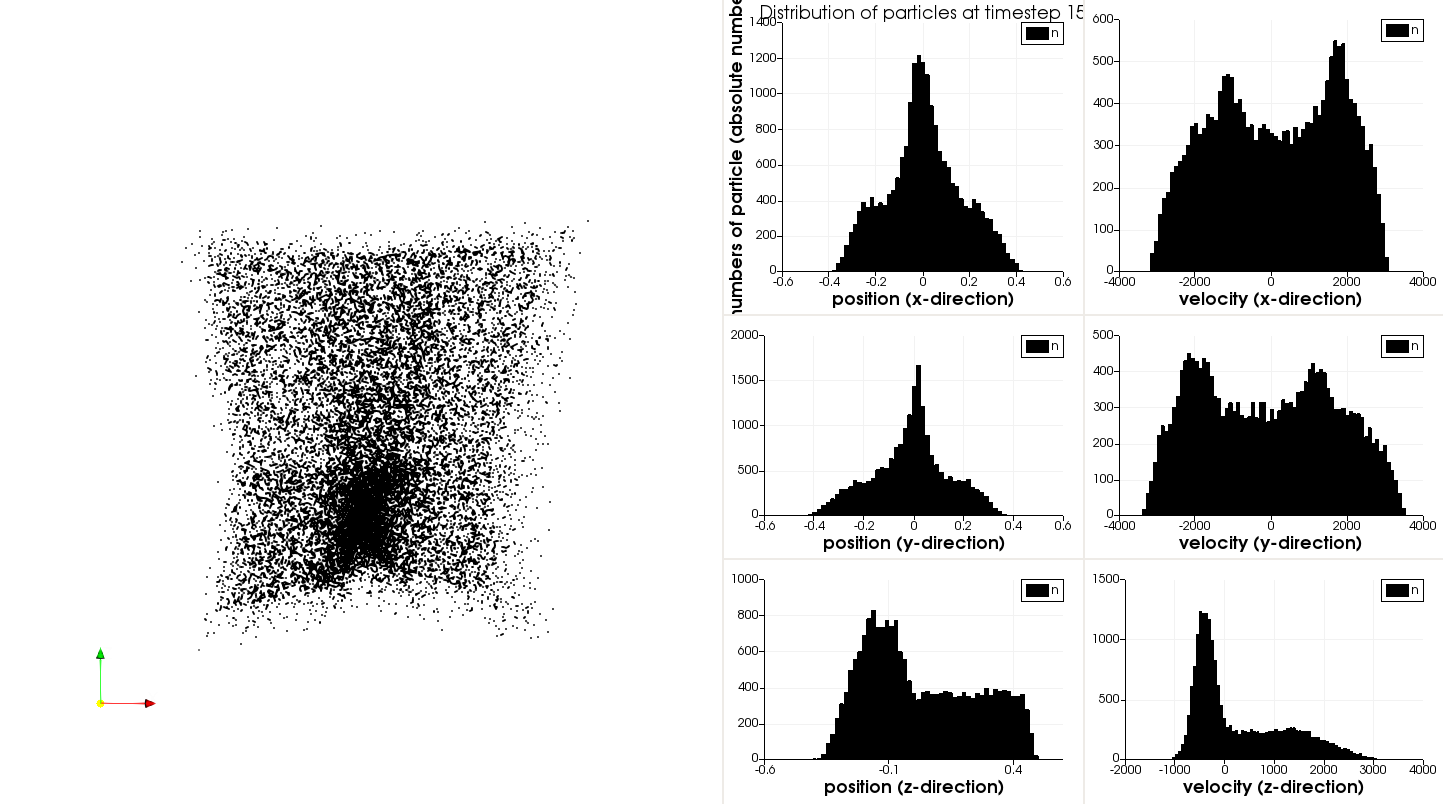 Distribution of particles at timestep 15
numbers of particle (absolute numbe
1400
1200
1000
800
600
400
200
0
-0.6 -0.4 -0.2 0 0.2 0.4 0.6
position (x-direction)
n
600
500
400
300
200
100
0
-4000 -2000 0 2000 4000
velocity (x-direction)
n
2000
1500
1000
500
0
-0.6 -0.4 -0.2 0 0.2 0.4 0.6
position (y-direction)
n
500
400
300
200
100
0
-4000 -2000 0 2000 4000
velocity (y-direction)
n
1000
800
600
400
200
0
-0.6 -0.1 0.4
position (z-direction)
n
1500
1000
500
0
-2000 -1000 0 1000 2000 3000 4000
velocity (z-direction)
n